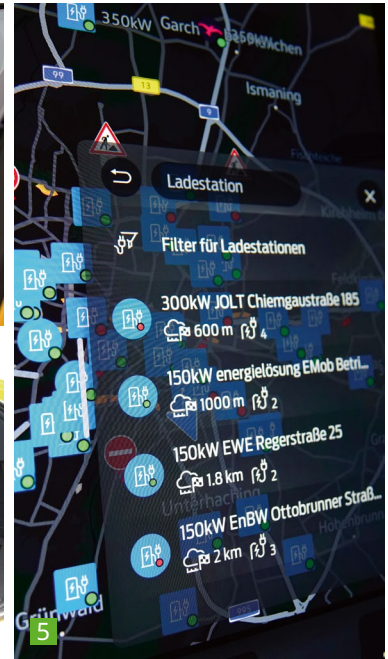 350kW Garch
Ismaning
99
13
9
Ladestation
Filter für Ladestationen
300kW JOLT Chiemgaustraße 185
600 m 4
150kW energielösung EMob Betri...
1000 m 2
150kW EWE Regerstraße 25
1.8 km 2
Unterhaching
150kW EnBW Ottobrunner Straß...
2 km 3
Grünwald
995
5